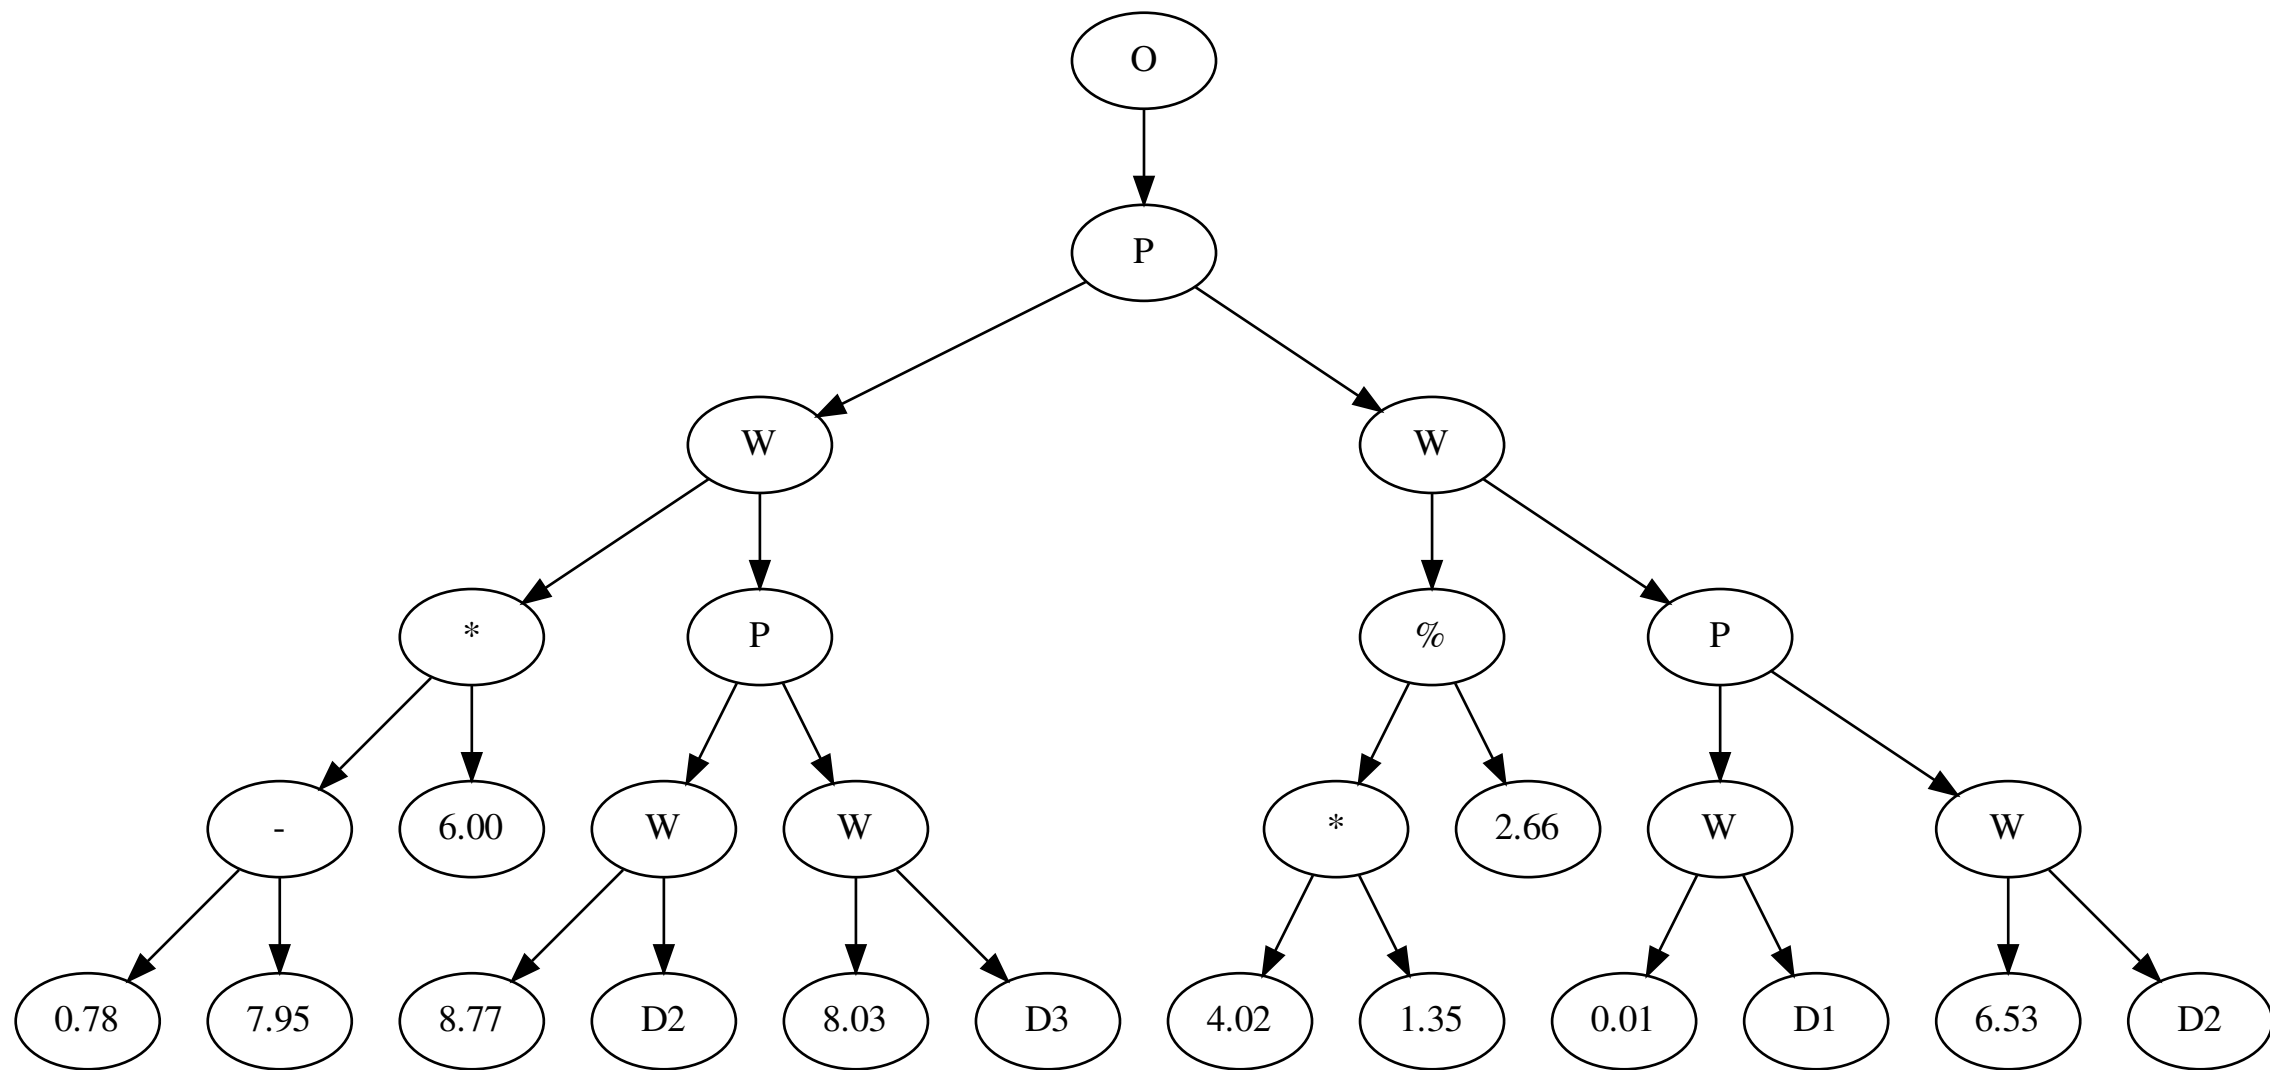 O
P
W W
* P % P
- 6.00 W W * 2.66 W W
0.78 7.95 8.77 D2 8.03 D3 4.02 1.35 0.01 D1 6.53 D2